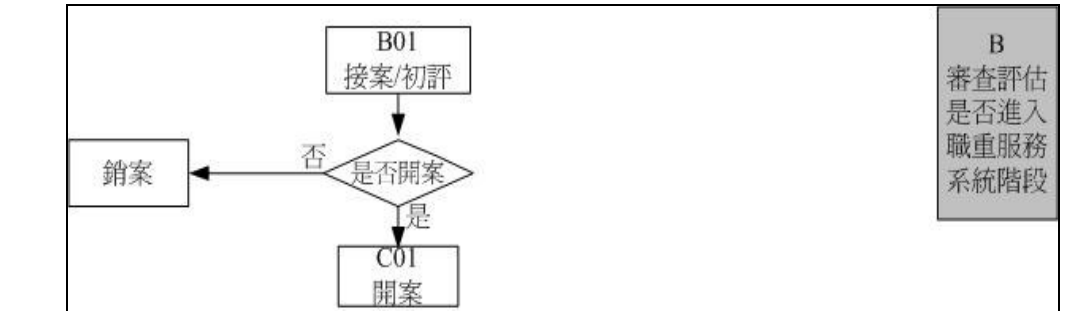 B01
接案/初評
是否開案
否
銷案
是
C01
開案
B
審查評估
是否進入
職重服務
系統階段